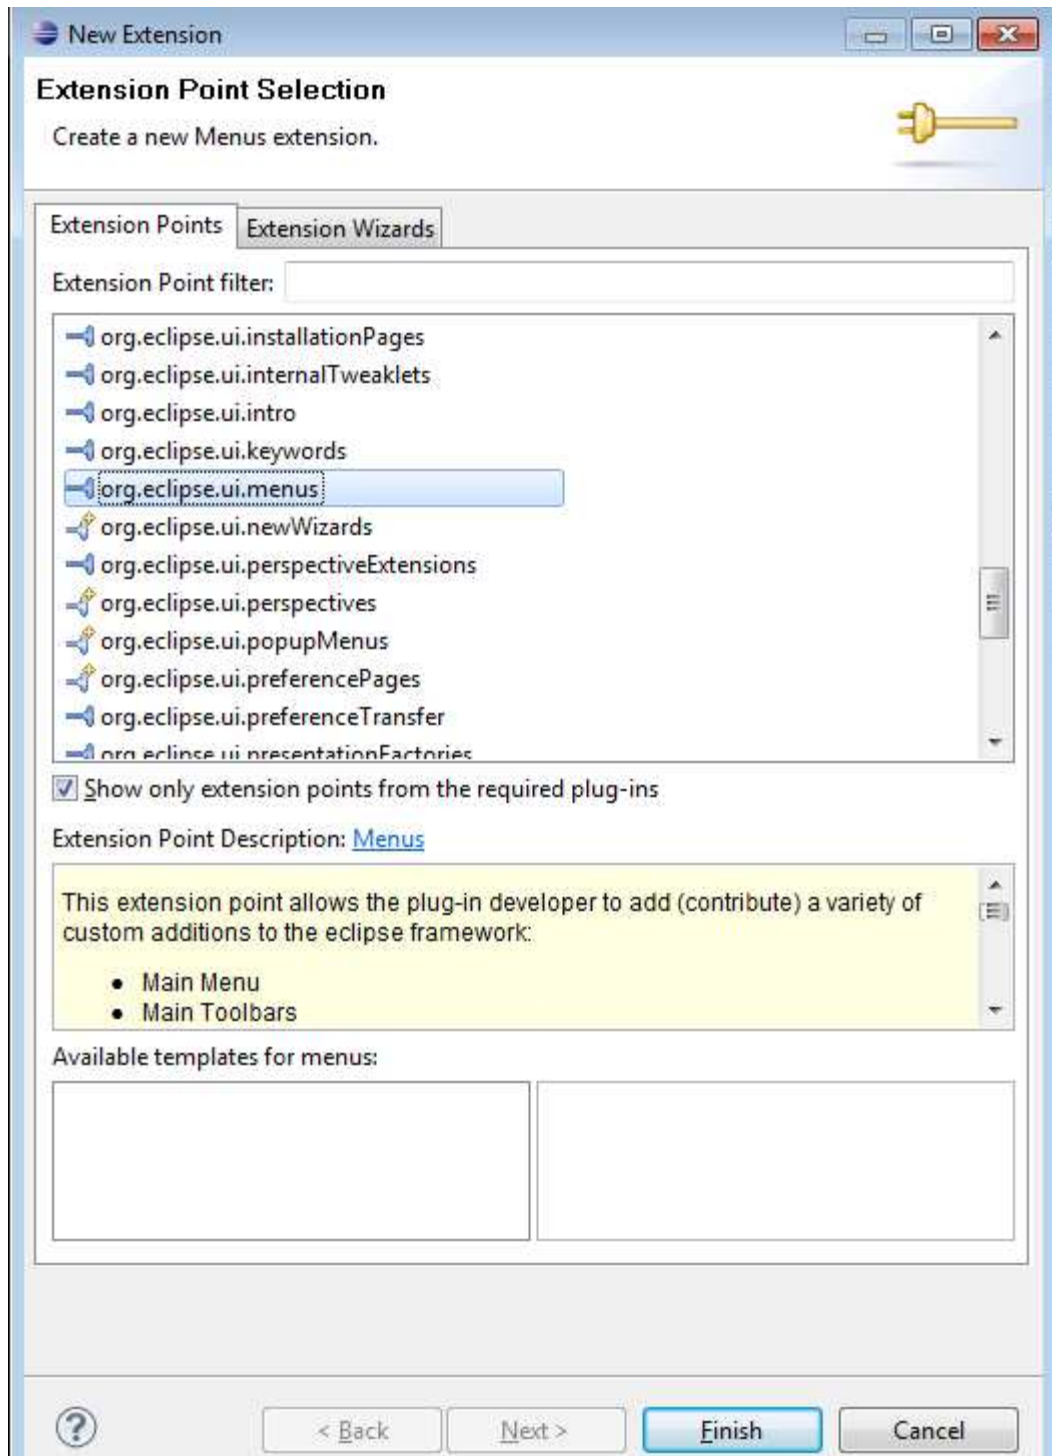 New Extension
Extension Point Selection
Create a new Menus extension.
Extension Points Extension Wizards
Extension Point filter:
org.eclipse.ui.installationPages
org.eclipse.ui.internalTweaklets
org.eclipse.ui.intro
org.eclipse.ui.keywords
org.eclipse.ui.menus
org.eclipse.ui.newWizards
org.eclipse.ui.perspectiveExtensions
org.eclipse.ui.perspectives
org.eclipse.ui.popupMenus
org.eclipse.ui.preferencePages
org.eclipse.ui.preferenceTransfer
org.eclipse.ui.presentationFactories
Show only extension points from the required plug-ins
Extension Point Description: Menus
This extension point allows the plug-in developer to add (contribute) a variety of
custom additions to the eclipse framework:
• Main Menu
• Main Toolbars
Available templates for menus:
? < Back Next > Finish Cancel